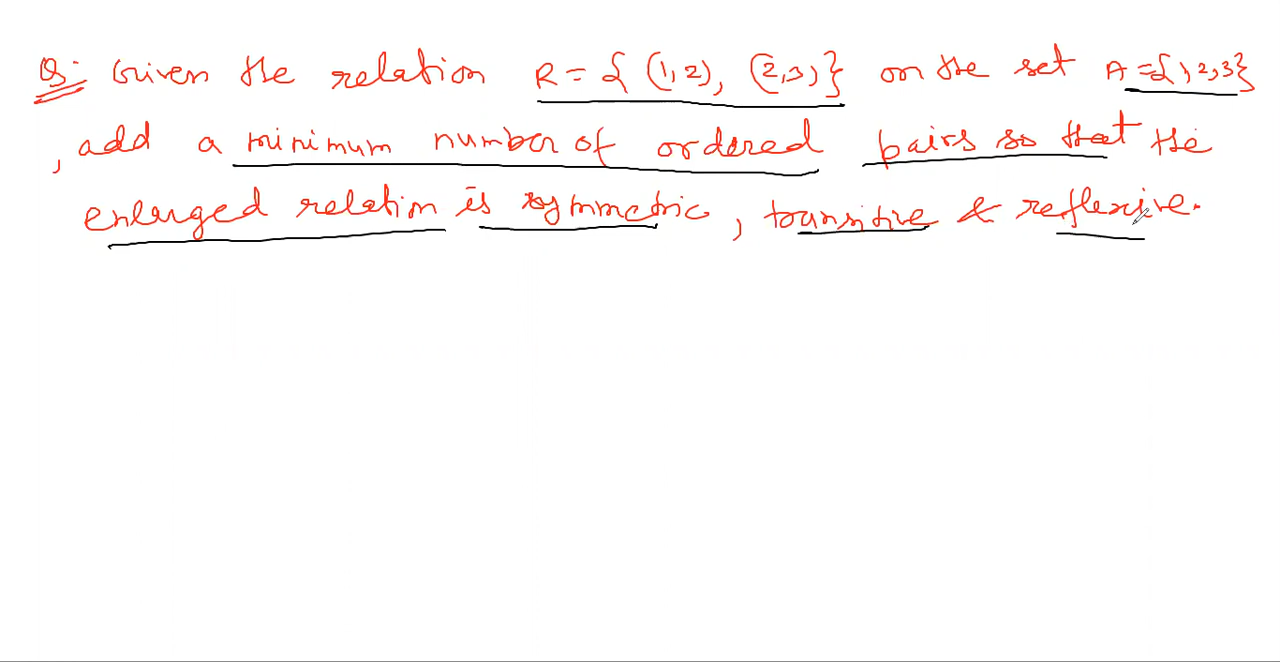 Q:- Given the relation R = { (1,2), (2,3) } on the set A = {1,2,3}
, add a minimum number of ordered pairs so that the
enlarged relation is symmetric, transitive & reflexive.